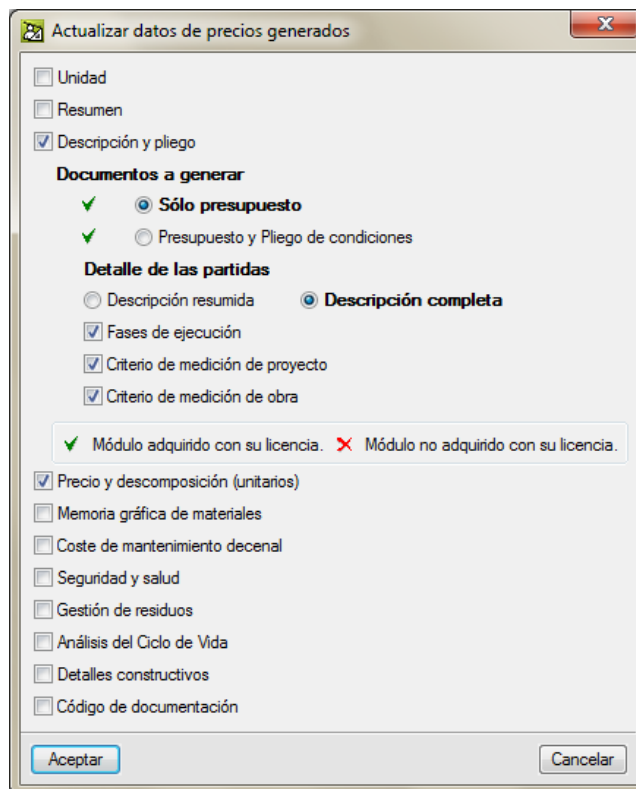 Actualizar datos de precios generados
Unidad
Resumen
Descripción y pliego
Documentos a generar
Sólo presupuesto
Presupuesto y Pliego de condiciones
Detalle de las partidas
Descripción resumida Descripción completa
Fases de ejecución
Criterio de medición de proyecto
Criterio de medición de obra
Módulo adquirido con su licencia. Módulo no adquirido con su licencia.
Precio y descomposición (unitarios)
Memoria gráfica de materiales
Coste de mantenimiento decenal
Seguridad y salud
Gestión de residuos
Análisis del Ciclo de Vida
Detalles constructivos
Código de documentación
Aceptar Cancelar